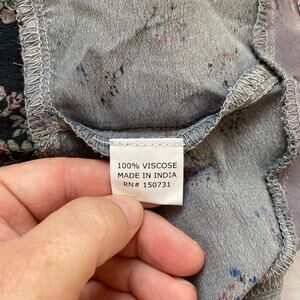 100% VISCOSE
MADE IN INDIA
RN# 150731